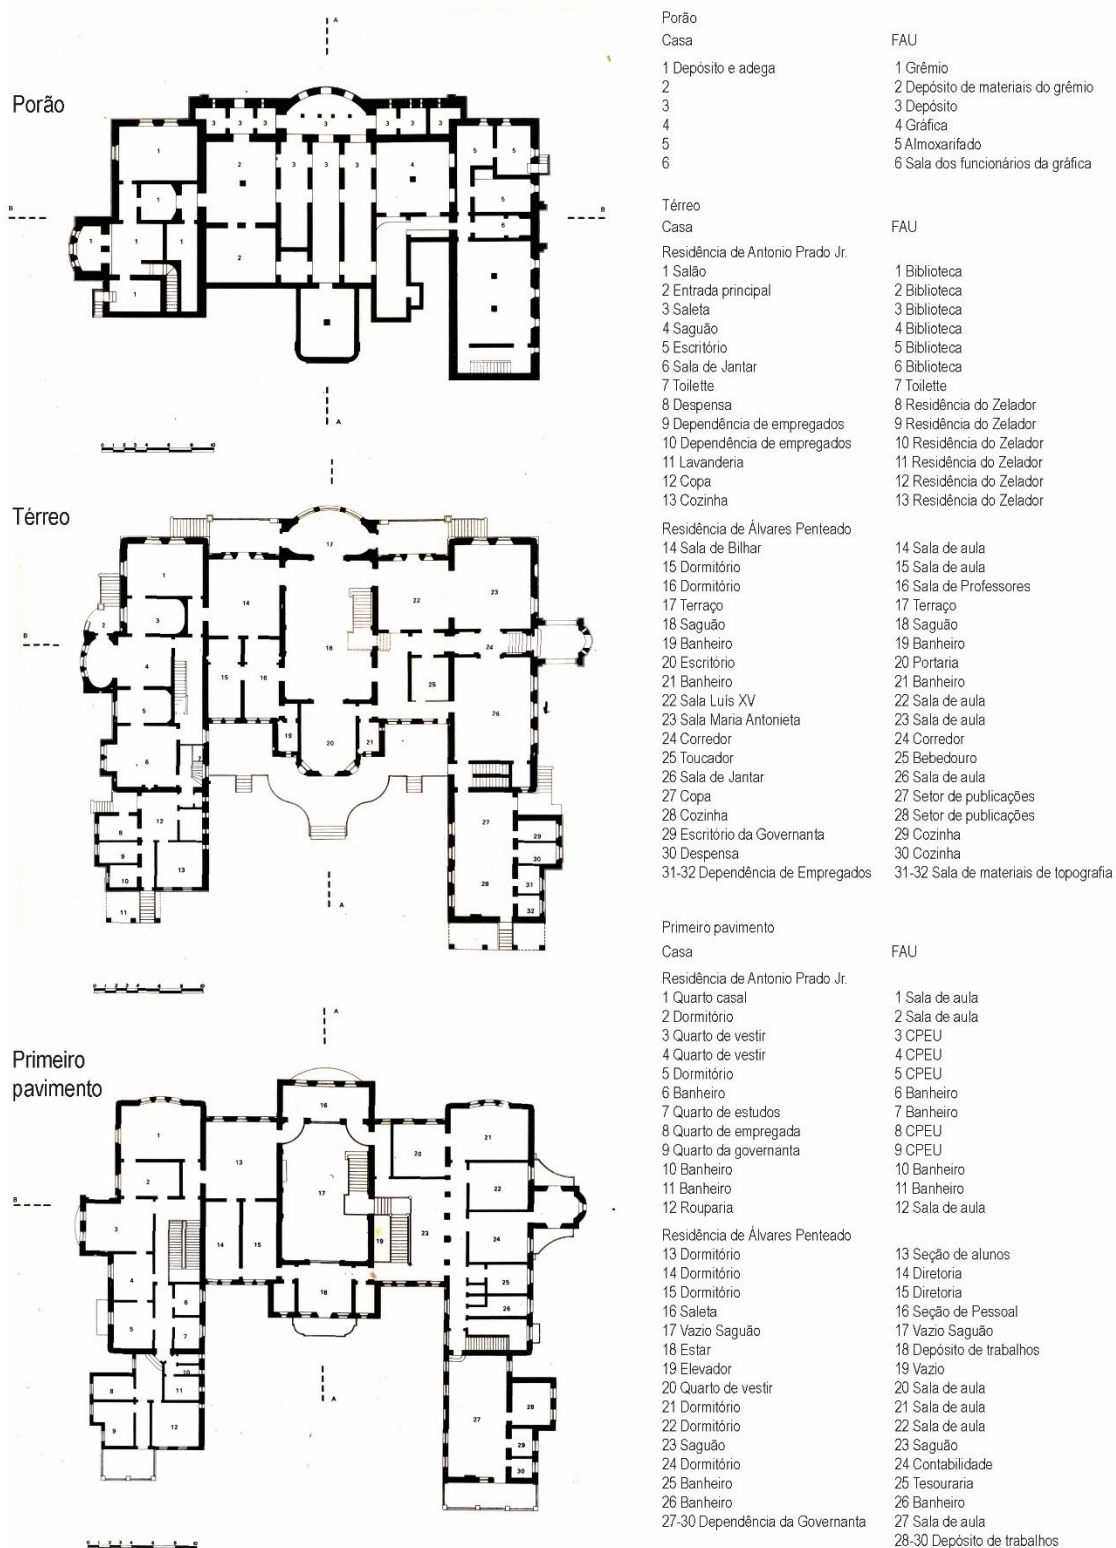 Porão
Casa FAU
1 Depósito e adega 1 Grêmio
2 2 Depósito de materiais do grêmio
3 3 Depósito
4 4 Gráfica
5 5 Almoxarifado
6 6 Sala dos funcionários da gráfica
Térreo
Casa FAU
Residência de Antonio Prado Jr.
1 Salão 1 Biblioteca
2 Entrada principal 2 Biblioteca
3 Saleta 3 Biblioteca
4 Saguão 4 Biblioteca
5 Escritório 5 Biblioteca
6 Sala de Jantar 6 Biblioteca
7 Toilette 7 Toilette
8 Despensa 8 Residência do Zelador
9 Dependência de empregados 9 Residência do Zelador
10 Dependência de empregados 10 Residência do Zelador
11 Lavanderia 11 Residência do Zelador
12 Copa 12 Residência do Zelador
13 Cozinha 13 Residência do Zelador
Residência de Álvares Penteado
14 Sala de Bilhar 14 Sala de aula
15 Dormitório 15 Sala de aula
16 Dormitório 16 Sala de Professores
17 Terraço 17 Terraço
18 Saguão 18 Saguão
19 Banheiro 19 Banheiro
20 Escritório 20 Portaria
21 Banheiro 21 Banheiro
22 Sala Luís XV 22 Sala de aula
23 Sala Maria Antonieta 23 Sala de aula
24 Corredor 24 Corredor
25 Toucador 25 Bebedouro
26 Sala de Jantar 26 Sala de aula
27 Copa 27 Setor de publicações
28 Cozinha 28 Setor de publicações
29 Escritório da Governanta 29 Cozinha
30 Despensa 30 Cozinha
31-32 Dependência de Empregados 31-32 Sala de materiais de topografia
Primeiro pavimento
Casa FAU
Residência de Antonio Prado Jr.
1 Quarto casal 1 Sala de aula
2 Dormitório 2 Sala de aula
3 Quarto de vestir 3 CPEU
4 Quarto de vestir 4 CPEU
5 Dormitório 5 CPEU
6 Banheiro 6 Banheiro
7 Quarto de estudos 7 Banheiro
8 Quarto de empregada 8 CPEU
9 Quarto da governanta 9 CPEU
10 Banheiro 10 Banheiro
11 Banheiro 11 Banheiro
12 Rouparia 12 Sala de aula
Residência de Álvares Penteado
13 Dormitório 13 Seção de alunos
14 Dormitório 14 Diretoria
15 Dormitório 15 Diretoria
16 Saleta 16 Seção de Pessoal
17 Vazio Saguão 17 Vazio Saguão
18 Estar 18 Depósito de trabalhos
19 Elevador 19 Vazio
20 Quarto de vestir 20 Sala de aula
21 Dormitório 21 Sala de aula
22 Dormitório 22 Sala de aula
23 Saguão 23 Saguão
24 Dormitório 24 Contabilidade
25 Banheiro 25 Tesouraria
26 Banheiro 26 Banheiro
27-30 Dependência da Governanta 27 Sala de aula
28-30 Depósito de trabalhos
Porão
A
B B
A
Térreo
A
B
A
Primeiro
pavimento
A
B
A